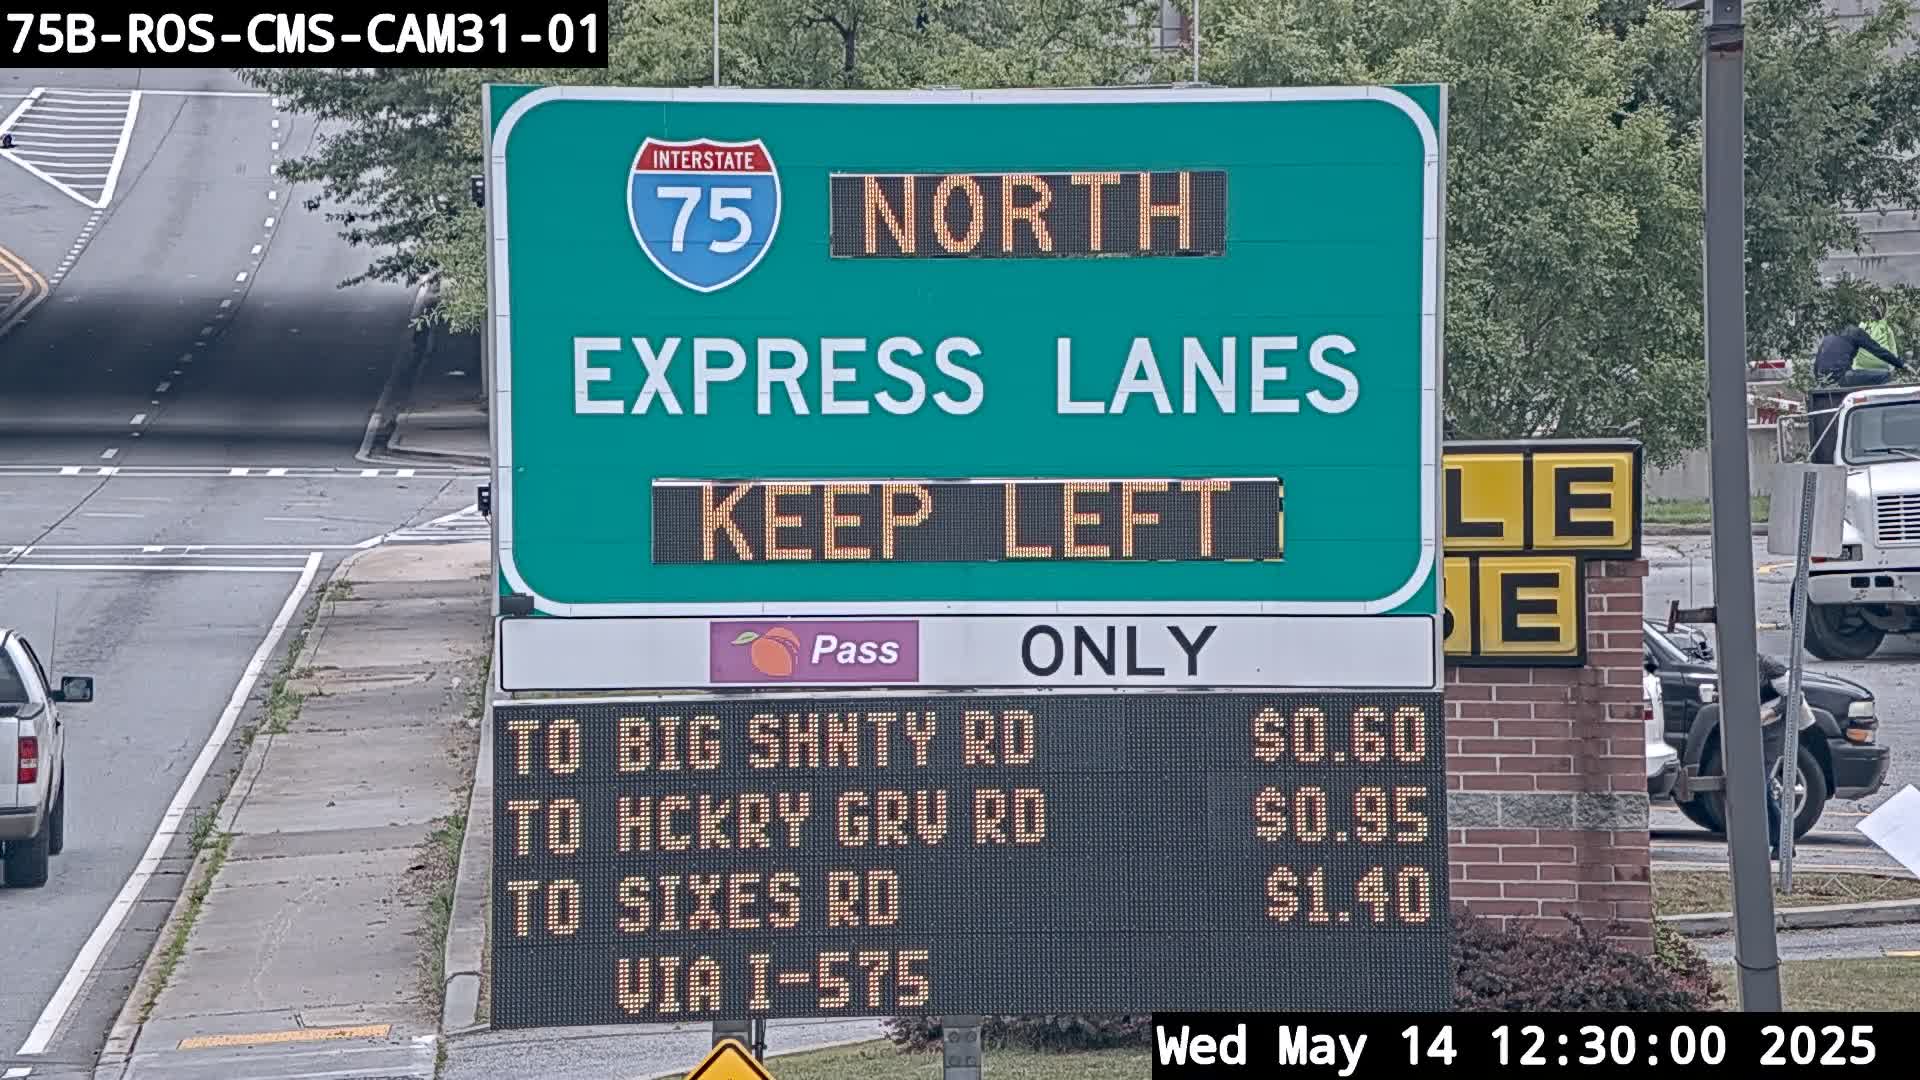 75B-ROS-CMS-CAM31-01
INTERSTATE
75
NORTH
EXPRESS LANES
KEEP LEFT
LE
E
Pass ONLY
TO BIG SHNTY RD $0.60
TO HCKRY GRV RD $0.95
TO SIXES RD $1.40
VIA I-575
Wed May 14 12:30:00 2025